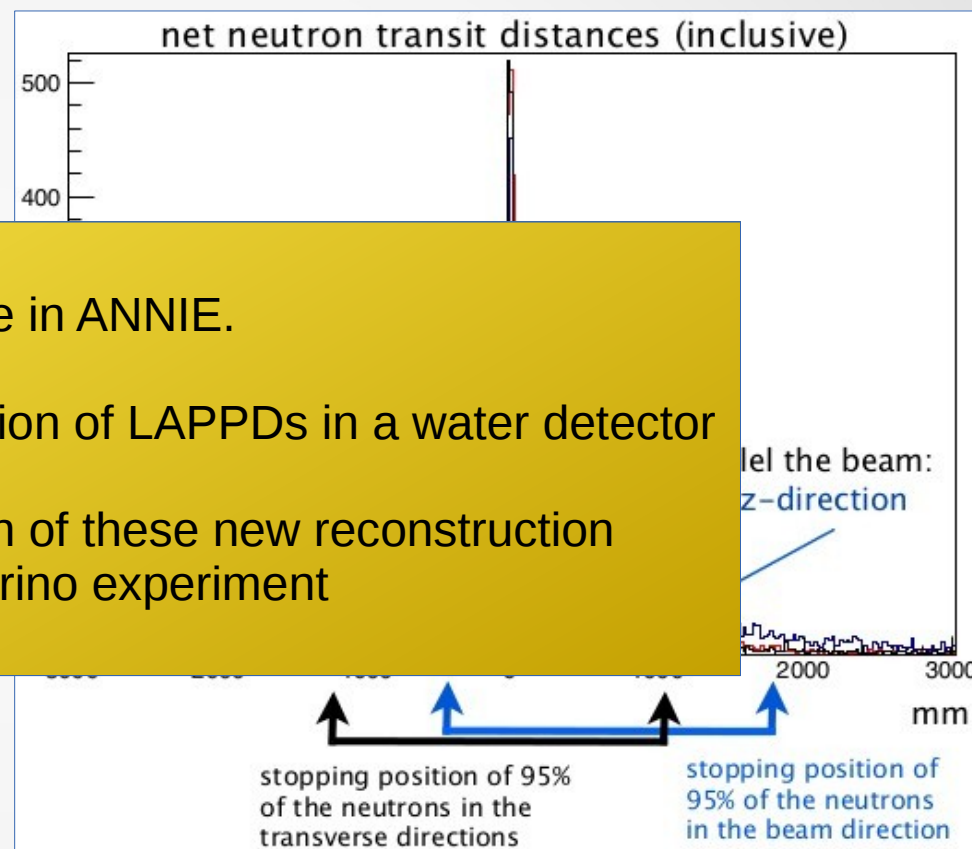 net neutron transit distances (inclusive)
500
400
e in ANNIE.
ion of LAPPDs in a water detector
n of these new reconstruction
rino experiment
lel the beam:
z-direction
2000
3000
mm
stopping position of 95%
of the neutrons in the
transverse directions
stopping position of
95% of the neutrons
in the beam direction